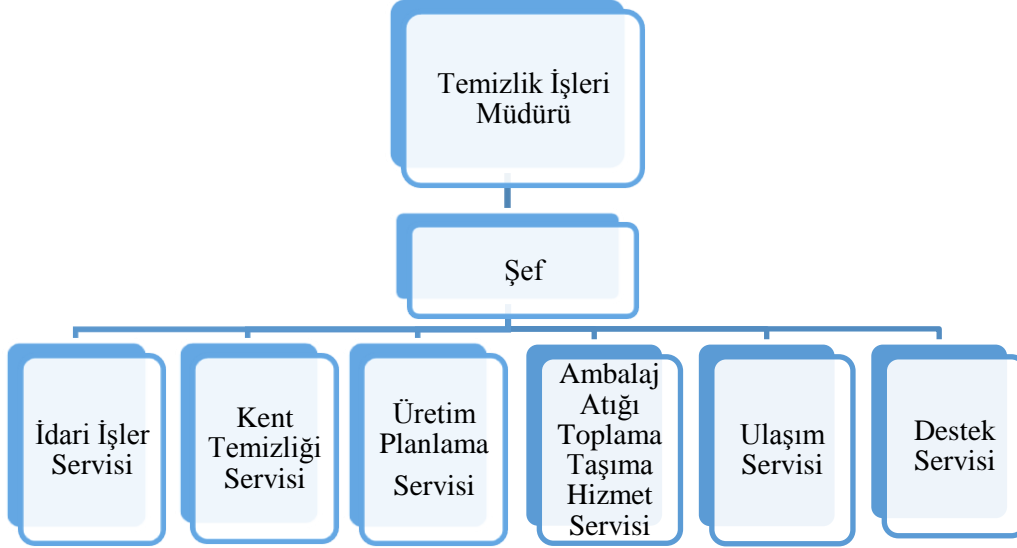 Temizlik İşleri
Müdürü
Şef
İdari İşler
Servisi
Kent
Temizliği
Servisi
Üretim
Planlama
Servisi
Ambalaj
Atığı
Toplama
Taşıma
Hizmet
Servisi
Ulaşım
Servisi
Destek
Servisi